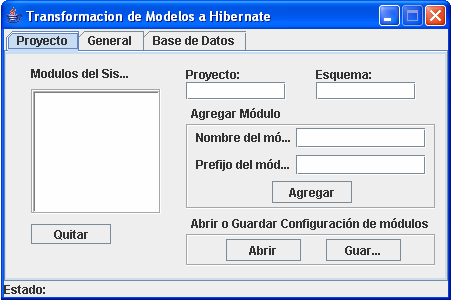 Transformacion de Modelos a Hibernate
Proyecto General Base de Datos
Modulos del Sis...
Proyecto: Esquema:
Agregar Módulo
Nombre del mó...
Prefijo del mód...
Agregar
Quitar
Abrir o Guardar Configuración de módulos
Abrir Guar...
Estado: